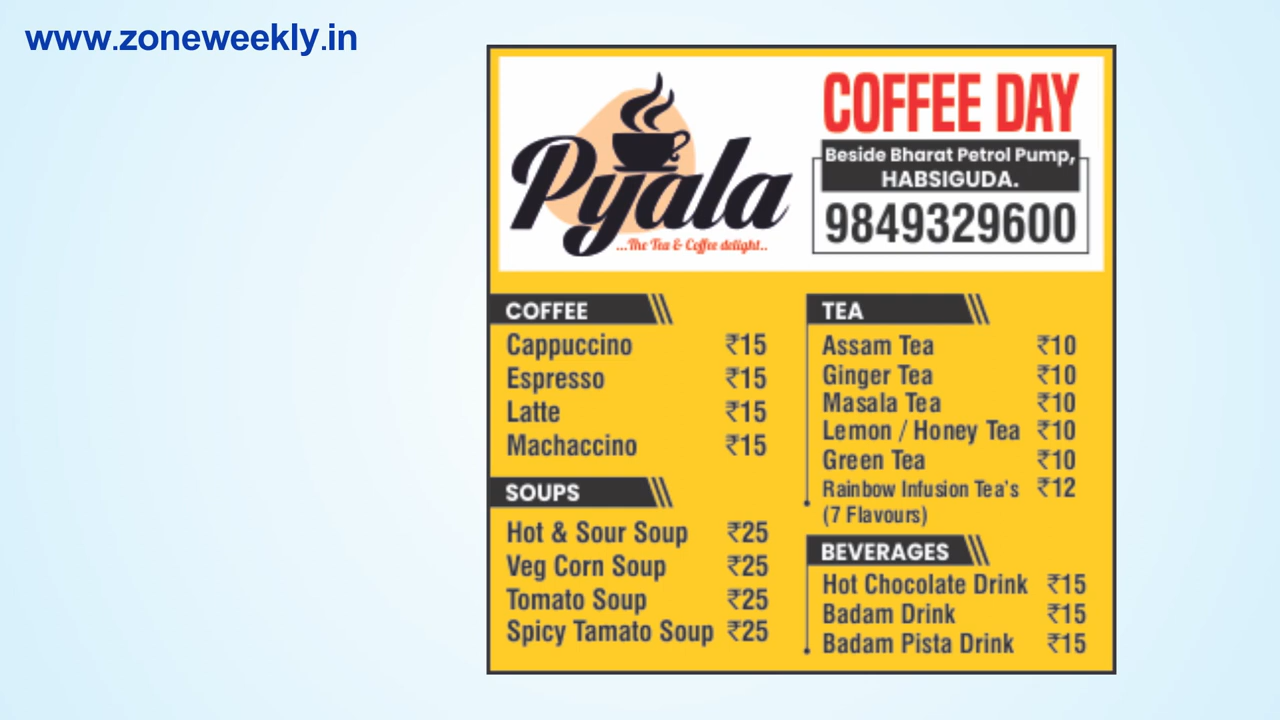 www.zoneweekly.in
Pyala
...The Tea & Coffee delight..
COFFEE DAY
Beside Bharat Petrol Pump,
HABSIGUDA.
9849329600
COFFEE
Cappuccino ₹15
Espresso ₹15
Latte ₹15
Machaccino ₹15
SOUPS
Hot & Sour Soup ₹25
Veg Corn Soup ₹25
Tomato Soup ₹25
Spicy Tamato Soup ₹25
TEA
Assam Tea ₹10
Ginger Tea ₹10
Masala Tea ₹10
Lemon / Honey Tea ₹10
Green Tea ₹10
Rainbow Infusion Tea's ₹12
(7 Flavours)
BEVERAGES
Hot Chocolate Drink ₹15
Badam Drink ₹15
Badam Pista Drink ₹15